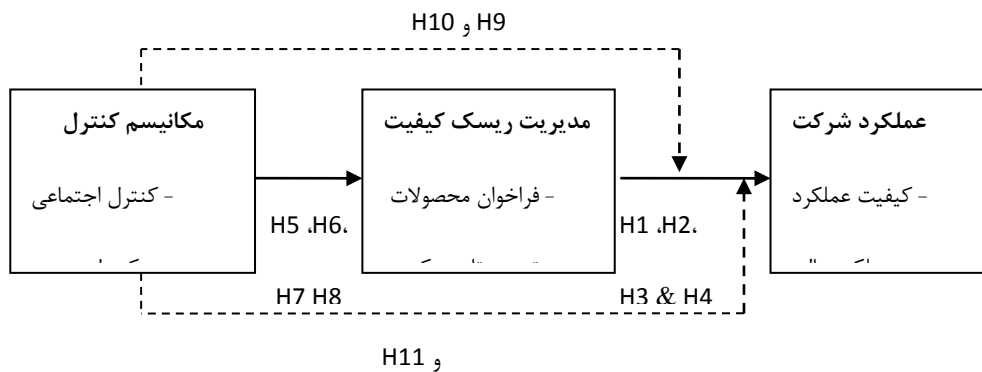 H9 و H10
مکانیسم کنترل
- کنترل اجتماعی
مدیریت ریسک کیفیت
- فراخوان محصولات
عملکرد شرکت
- کیفیت عملکرد
H5 ،H6،
H7 H8
H1 ،H2،
H3 & H4
و H11